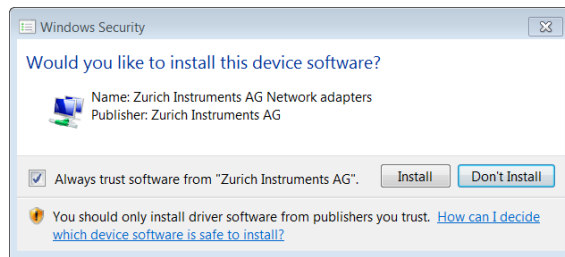 Windows Security
Would you like to install this device software?
Name: Zurich Instruments AG Network adapters
Publisher: Zurich Instruments AG
Always trust software from "Zurich Instruments AG".
Install
Don't Install
You should only install driver software from publishers you trust. How can I decide
which device software is safe to install?